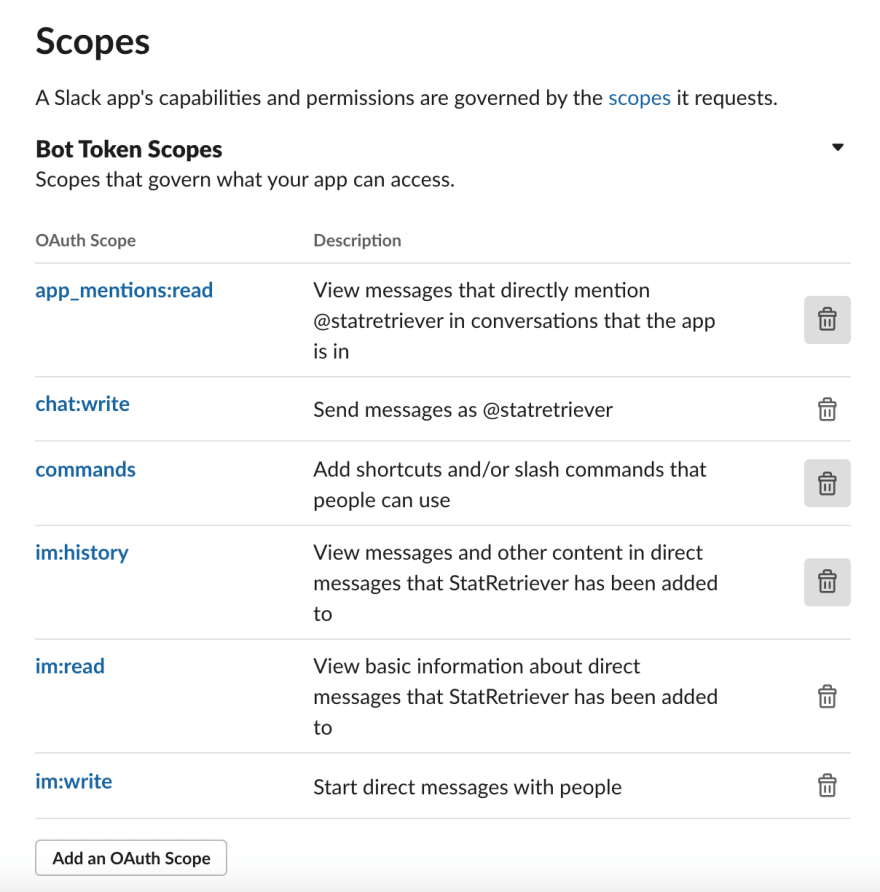 Scopes
A Slack app's capabilities and permissions are governed by the scopes it requests.
Bot Token Scopes
Scopes that govern what your app can access.
OAuth Scope Description
app_mentions:read View messages that directly mention
@statretriever in conversations that the app
is in
chat:write Send messages as @statretriever
commands Add shortcuts and/or slash commands that
people can use
im:history View messages and other content in direct
messages that StatRetriever has been added
to
im:read View basic information about direct
messages that StatRetriever has been added
to
im:write Start direct messages with people
Add an OAuth Scope